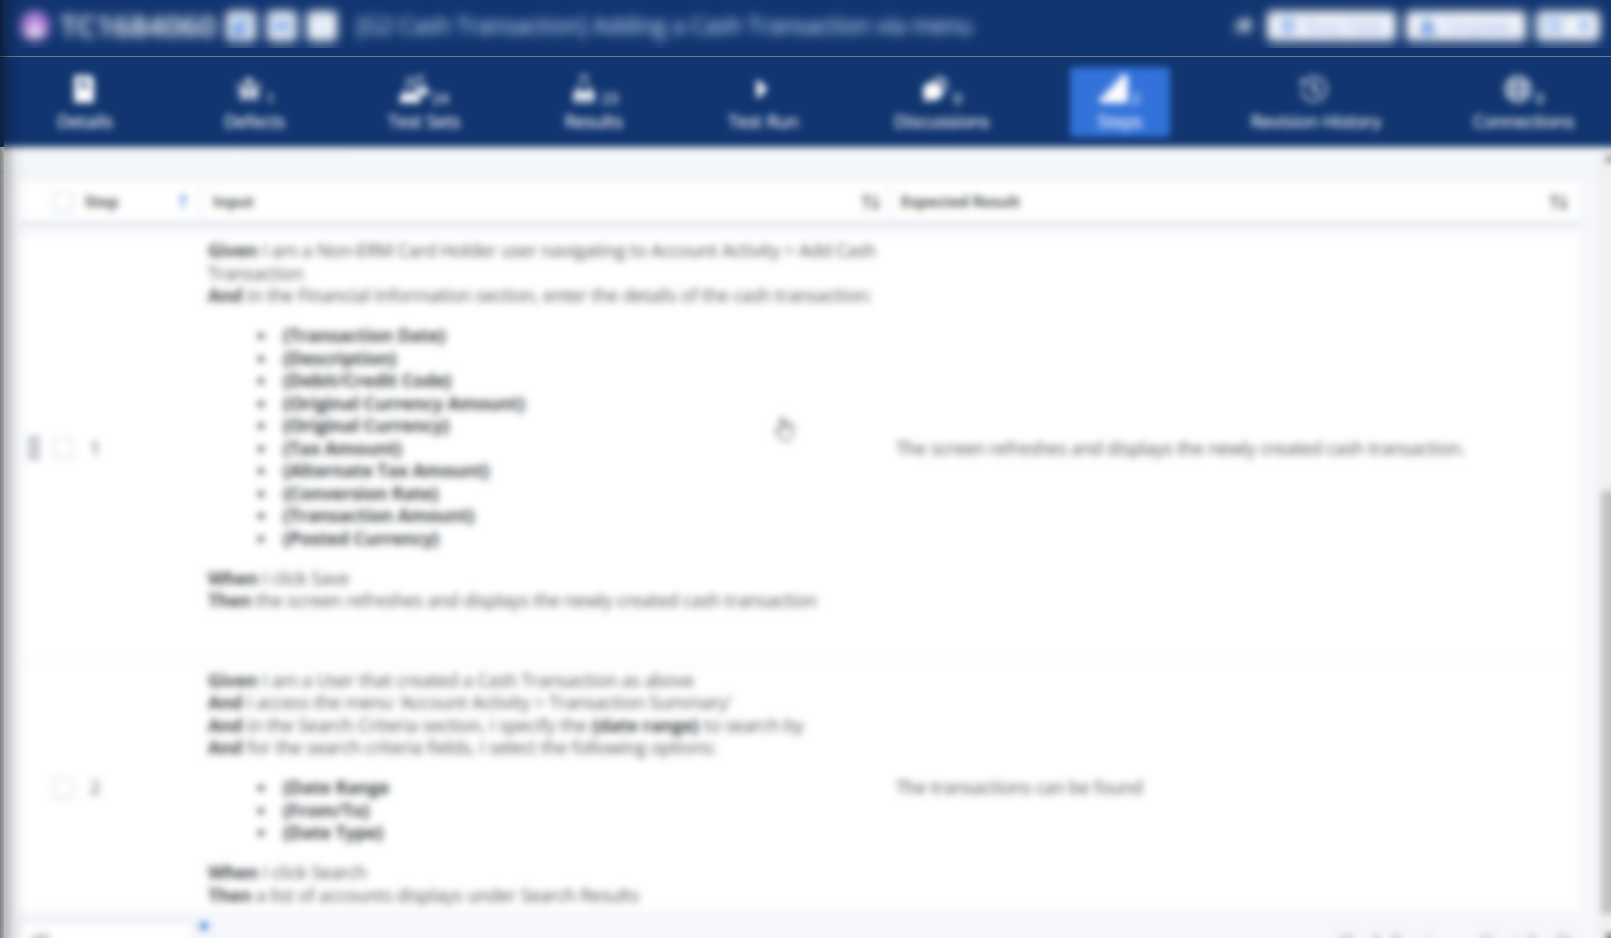 TC1684060
(G2 Cash Transaction) Adding a Cash Transaction via menu
Details
Defects 1
Test Sets 24
Results 23
Test Run
Discussions 0
Steps 2
Revision History
Connections 0
Step Input Expected Result
Given I am a Non-ERM Card Holder user navigating to Account Activity > Add Cash
Transaction
And in the Financial Information section, enter the details of the cash transaction:
• (Transaction Date)
• (Description)
• (Debit/Credit Code)
• (Original Currency Amount)
• (Original Currency)
• (Tax Amount)
• (Alternate Tax Amount)
• (Conversion Rate)
• (Transaction Amount)
• (Posted Currency)
When I click Save
Then the screen refreshes and displays the newly created cash transaction
1
The screen refreshes and displays the newly created cash transaction.
Given I am a User that created a Cash Transaction as above
And I access the menu 'Account Activity > Transaction Summary'
And in the Search Criteria section, I specify the (date range) to search by
And for the search criteria fields, I select the following options:
• (Date Range
• (From/To)
• (Date Type)
When I click Search
Then a list of accounts displays under Search Results
2
The transactions can be found